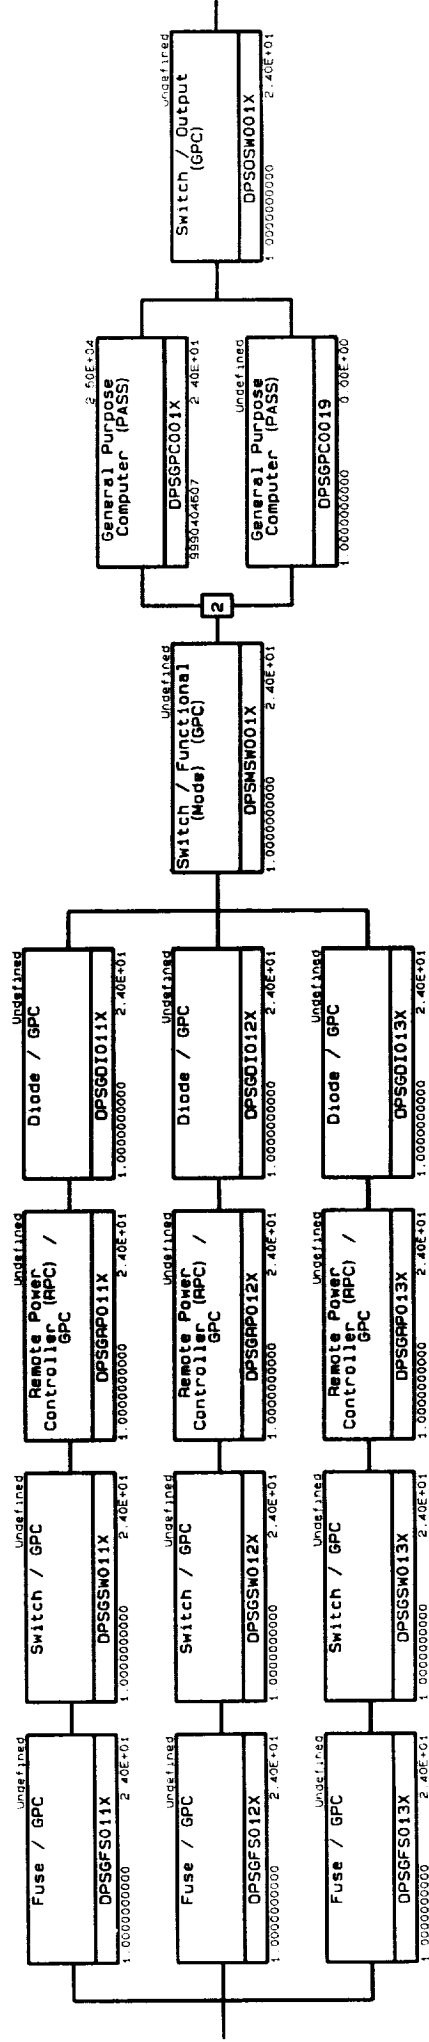 Undefined
Fuse / GPC
DPSGFS011X
1.0000000000 2 40E+01
Undefined
Switch / GPC
DPSGSW011X
1.0000000000 2.40E+01
Undefined
Remote Power
Controller (RPC) /
GPC
DPSGRP011X
1.0000000000 2.40E+01
Undefined
Diode / GPC
DPSGDI011X
1.0000000000 2.40E+01
Undefined
Fuse / GPC
DPSGFS012X
1.0000000000 2.40E+01
Undefined
Switch / GPC
DPSGSW012X
1.0000000000 2.40E+01
Undefined
Remote Power
Controller (RPC) /
GPC
DPSGRP012X
1.0000000000 2.40E+01
Undefined
Diode / GPC
DPSGDI012X
1.0000000000 2.40E+01
Undefined
Fuse / GPC
DPSGFS013X
1.0000000000 2.40E+01
Undefined
Switch / GPC
DPSGSW013X
1.0000000000 2.40E+01
Undefined
Remote Power
Controller (RPC) /
GPC
DPSGRP013X
1.0000000000 2.40E+01
Undefined
Diode / GPC
DPSGDI013X
1.0000000000 2.40E+01
Undefined
Switch / Functional
(Mode) (GPC)
DPSMSW001X
1.0000000000 2.40E+01
2
2 50E+04
General Purpose
Computer (PASS)
DPSGPC001X
9990404607 2 40E+01
Undefined
General Purpose
Computer (PASS)
DPSGPC0019
1.0000000000 0 00E+00
Undefined
Switch / Output
(GPC)
DPSOSW001X
1 0000000000 2.40E+01